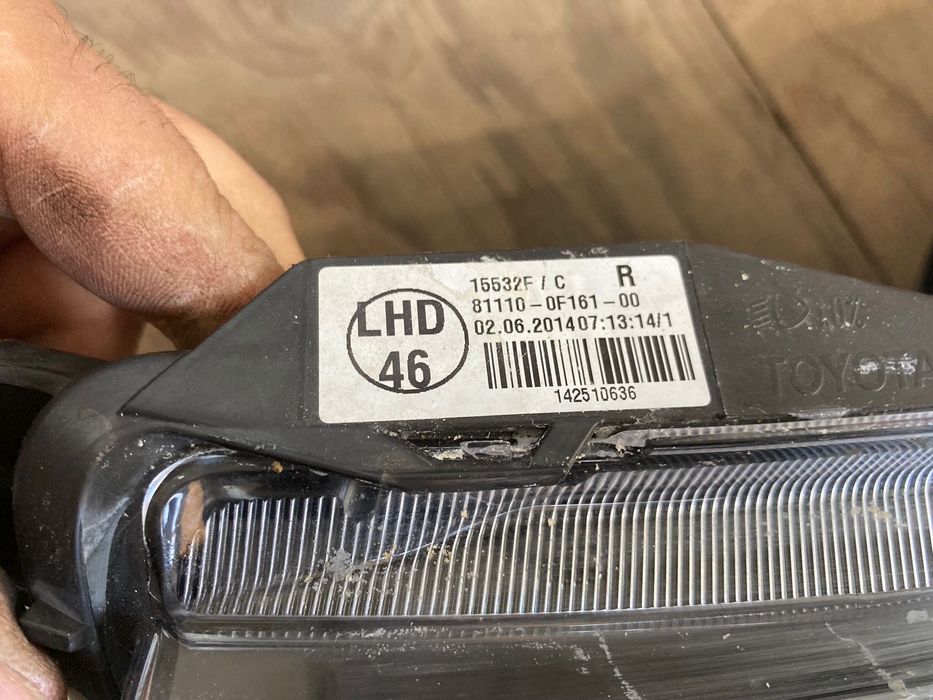 15532F / C R
81110-0F161-00
02.06.2014 07:13:14/1
LHD
46
142510636
TOYOTA